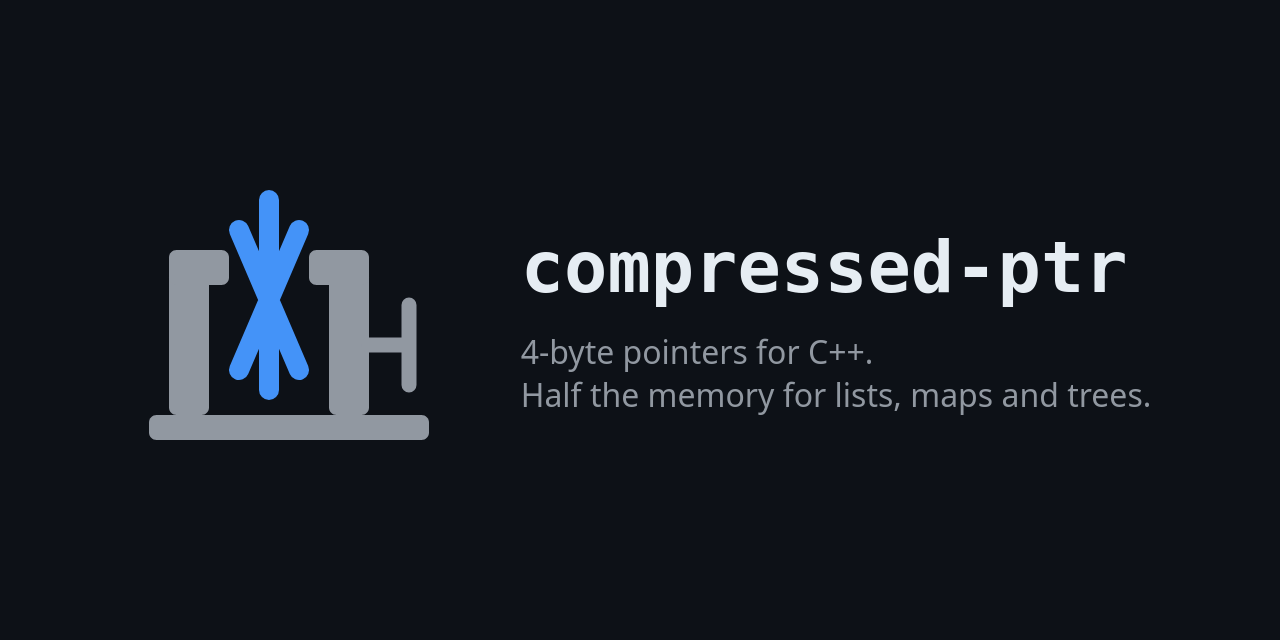 compressed-ptr
4-byte pointers for C++.
Half the memory for lists, maps and trees.